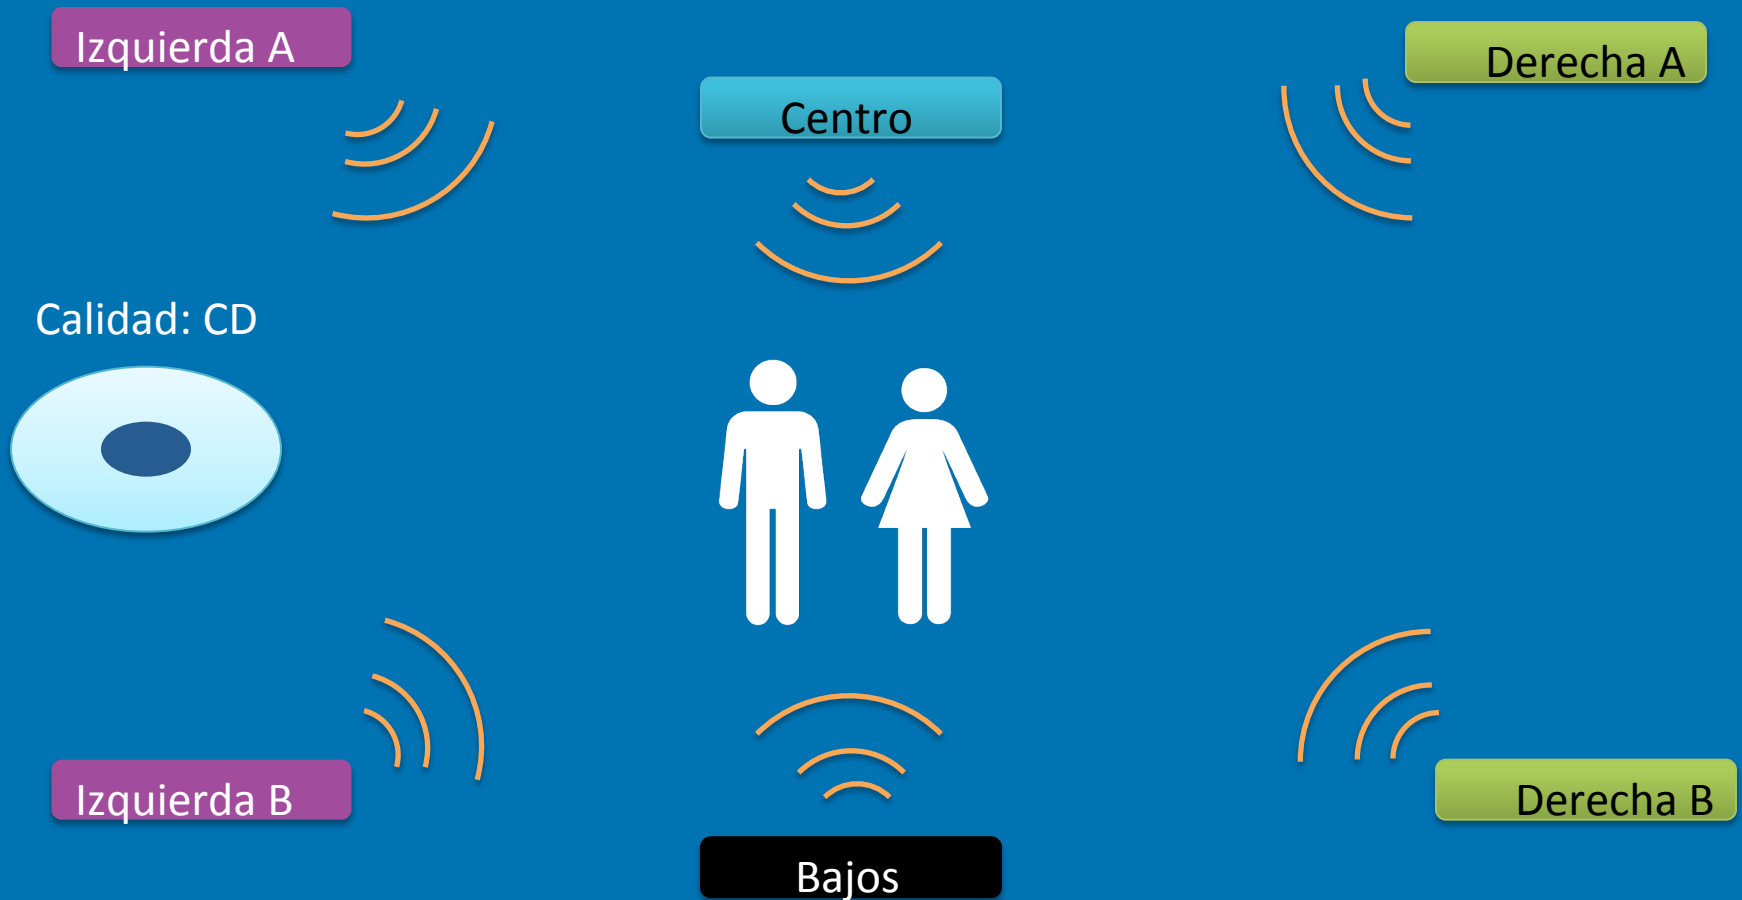 Izquierda A
Derecha A
Centro
Calidad: CD
Izquierda B
Derecha B
Bajos